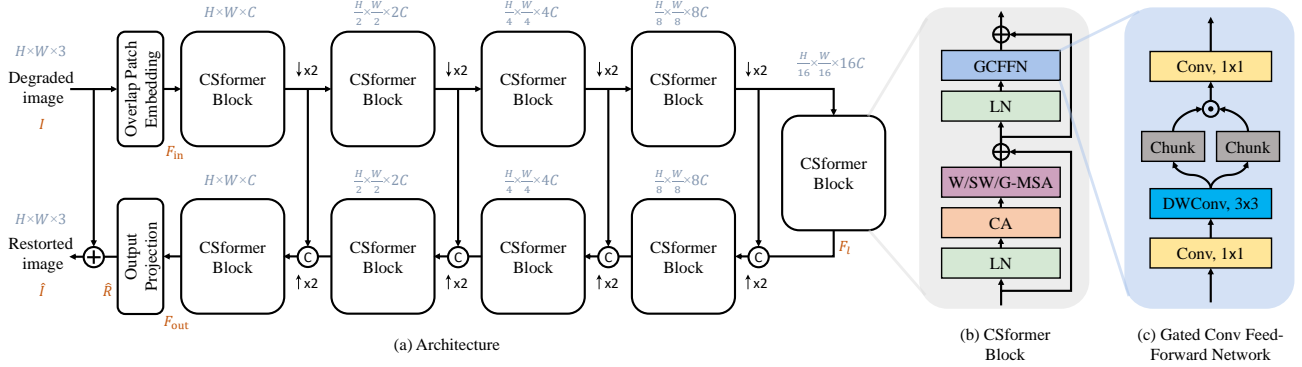 H×W×C
H/2×W/2×2C
H/4×W/4×4C
H/8×W/8×8C
H×W×3
Degraded
image
I
Overlap Patch
Embedding
F_in
CSformer
Block
↓x2
CSformer
Block
↓x2
CSformer
Block
↓x2
CSformer
Block
↓x2
H/16×W/16×16C
CSformer
Block
F_l
H×W×C
H/2×W/2×2C
H/4×W/4×4C
H/8×W/8×8C
H×W×3
Restorted
image
Î
R̂
Output
Projection
F_out
CSformer
Block
C
↑x2
CSformer
Block
C
↑x2
CSformer
Block
C
↑x2
CSformer
Block
C
↑x2
(a) Architecture
GCFFN
LN
W/SW/G-MSA
CA
LN
(b) CSformer
Block
Conv, 1x1
Chunk
Chunk
DWConv, 3x3
Conv, 1x1
(c) Gated Conv Feed-
Forward Network